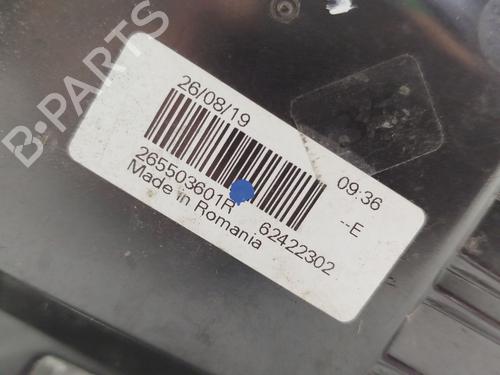 B-PARTS
26/08/19
09:36
--E
265503601R 62422302
Made in Romania